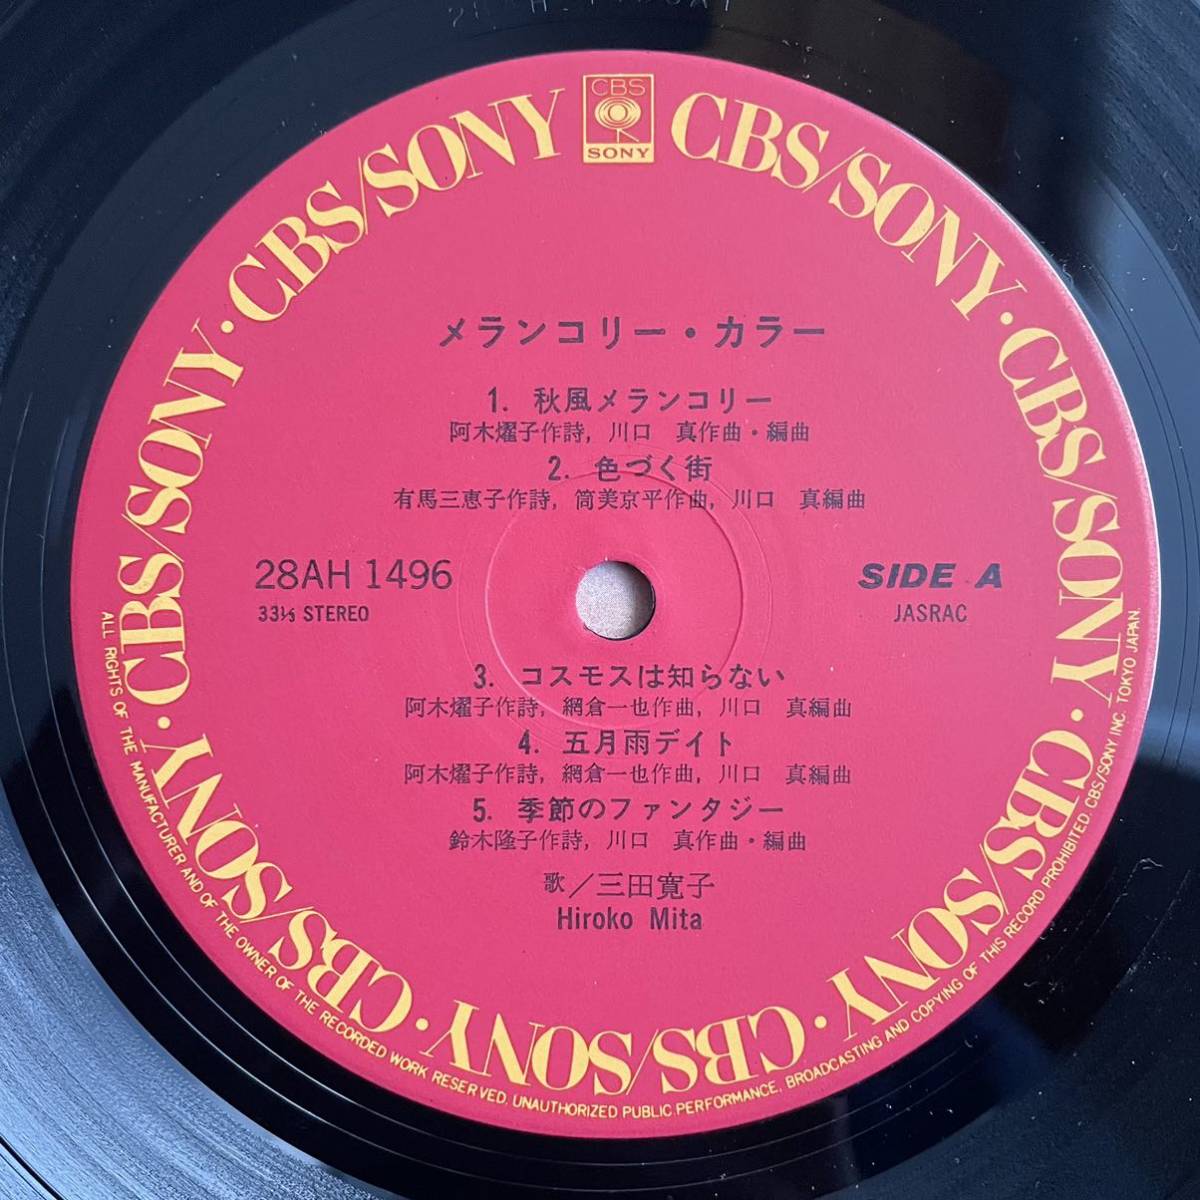 CBS
SONY
CBS/SONY · CBS/SONY · CBS/SONY · CBS/SONY · CBS/SONY · CBS/SONY · CBS/SONY · CBS/SONY
メランコリー・カラー
1. 秋風メランコリー
阿木燿子作詩，川口　真作曲・編曲
2. 色づく街
有馬三恵子作詩，筒美京平作曲，川口　真編曲
28AH 1496
33⅓ STEREO
SIDE A
JASRAC
3. コスモスは知らない
阿木燿子作詩，網倉一也作曲，川口　真編曲
4. 五月雨デイト
阿木燿子作詩，網倉一也作曲，川口　真編曲
5. 季節のファンタジー
鈴木隆子作詩，川口　真作曲・編曲
歌／三田寛子
Hiroko Mita
ALL RIGHTS OF THE MANUFACTURER AND OF THE OWNER OF THE RECORDED WORK RESERVED. UNAUTHORIZED PUBLIC PERFORMANCE, BROADCASTING AND COPYING OF THIS RECORD PROHIBITED. CBS/SONY INC. TOKYO JAPAN.